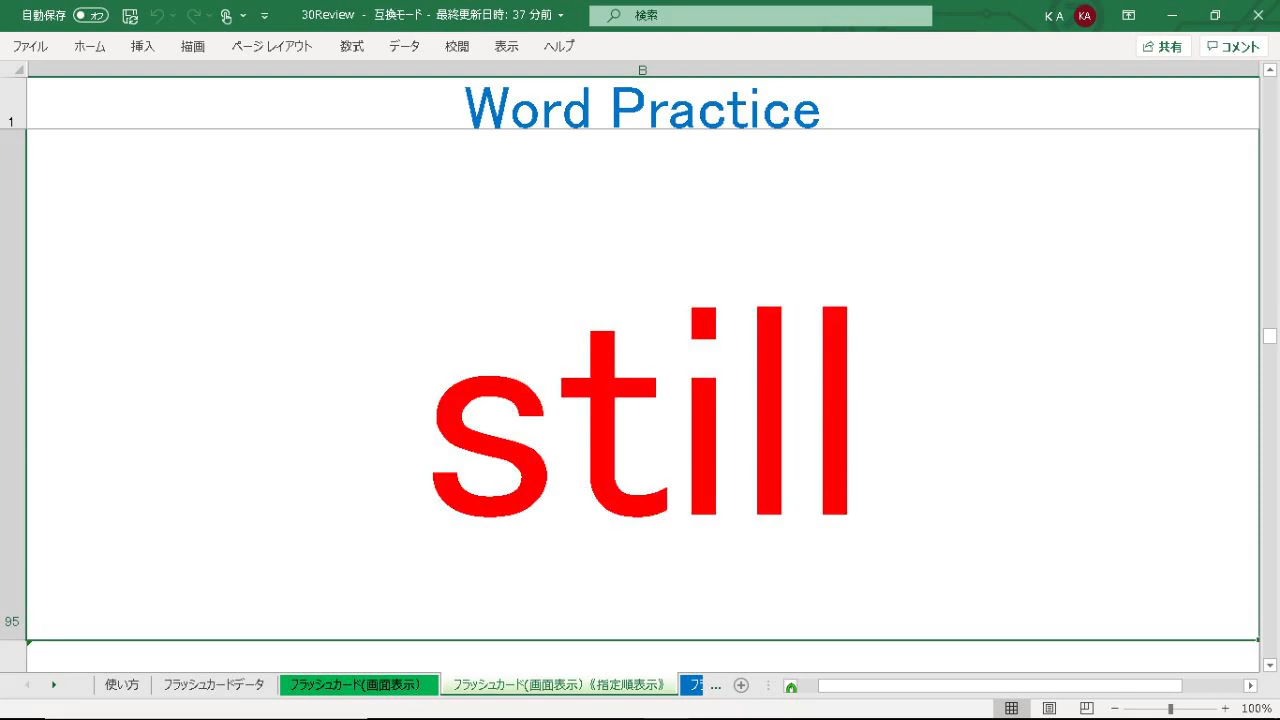 自動保存 オフ 30Review - 互換モード - 最終更新日時: 37 分前 検索 K A KA
ファイル ホーム 挿入 描画 ページ レイアウト 数式 データ 校閲 表示 ヘルプ 共有 コメント
B
1 Word Practice
still
95
使い方 フラッシュカードデータ フラッシュカード(画面表示) フラッシュカード(画面表示)《指定順表示》 フラ ...
100%